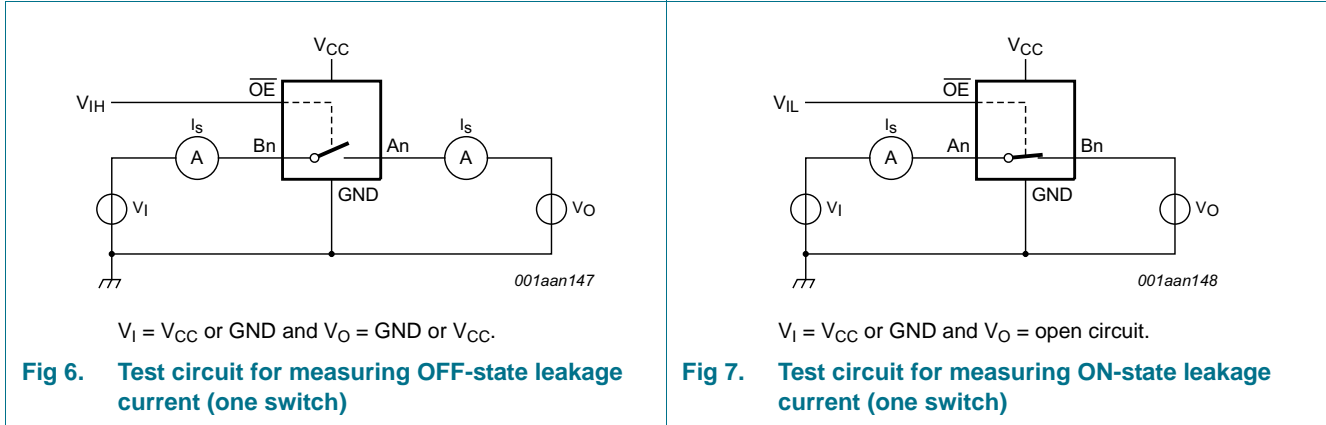 VCC
OE
VIH
IS
A
Bn
An
IS
A
GND
VI
VO
001aan147
VI = VCC or GND and VO = GND or VCC.
Fig 6. Test circuit for measuring OFF-state leakage
current (one switch)
VCC
OE
VIL
IS
A
An
Bn
GND
VI
VO
001aan148
VI = VCC or GND and VO = open circuit.
Fig 7. Test circuit for measuring ON-state leakage
current (one switch)